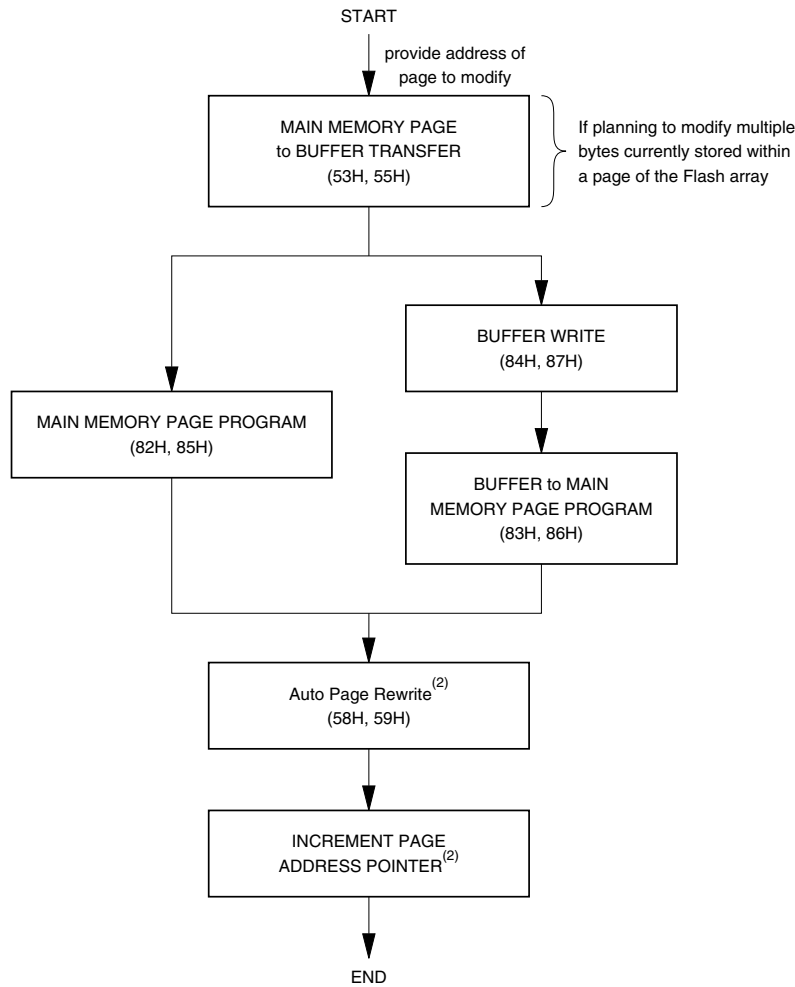 START
provide address of
page to modify
MAIN MEMORY PAGE
to BUFFER TRANSFER
(53H, 55H)
If planning to modify multiple
bytes currently stored within
a page of the Flash array
BUFFER WRITE
(84H, 87H)
MAIN MEMORY PAGE PROGRAM
(82H, 85H)
BUFFER to MAIN
MEMORY PAGE PROGRAM
(83H, 86H)
Auto Page Rewrite(2)
(58H, 59H)
INCREMENT PAGE
ADDRESS POINTER(2)
END